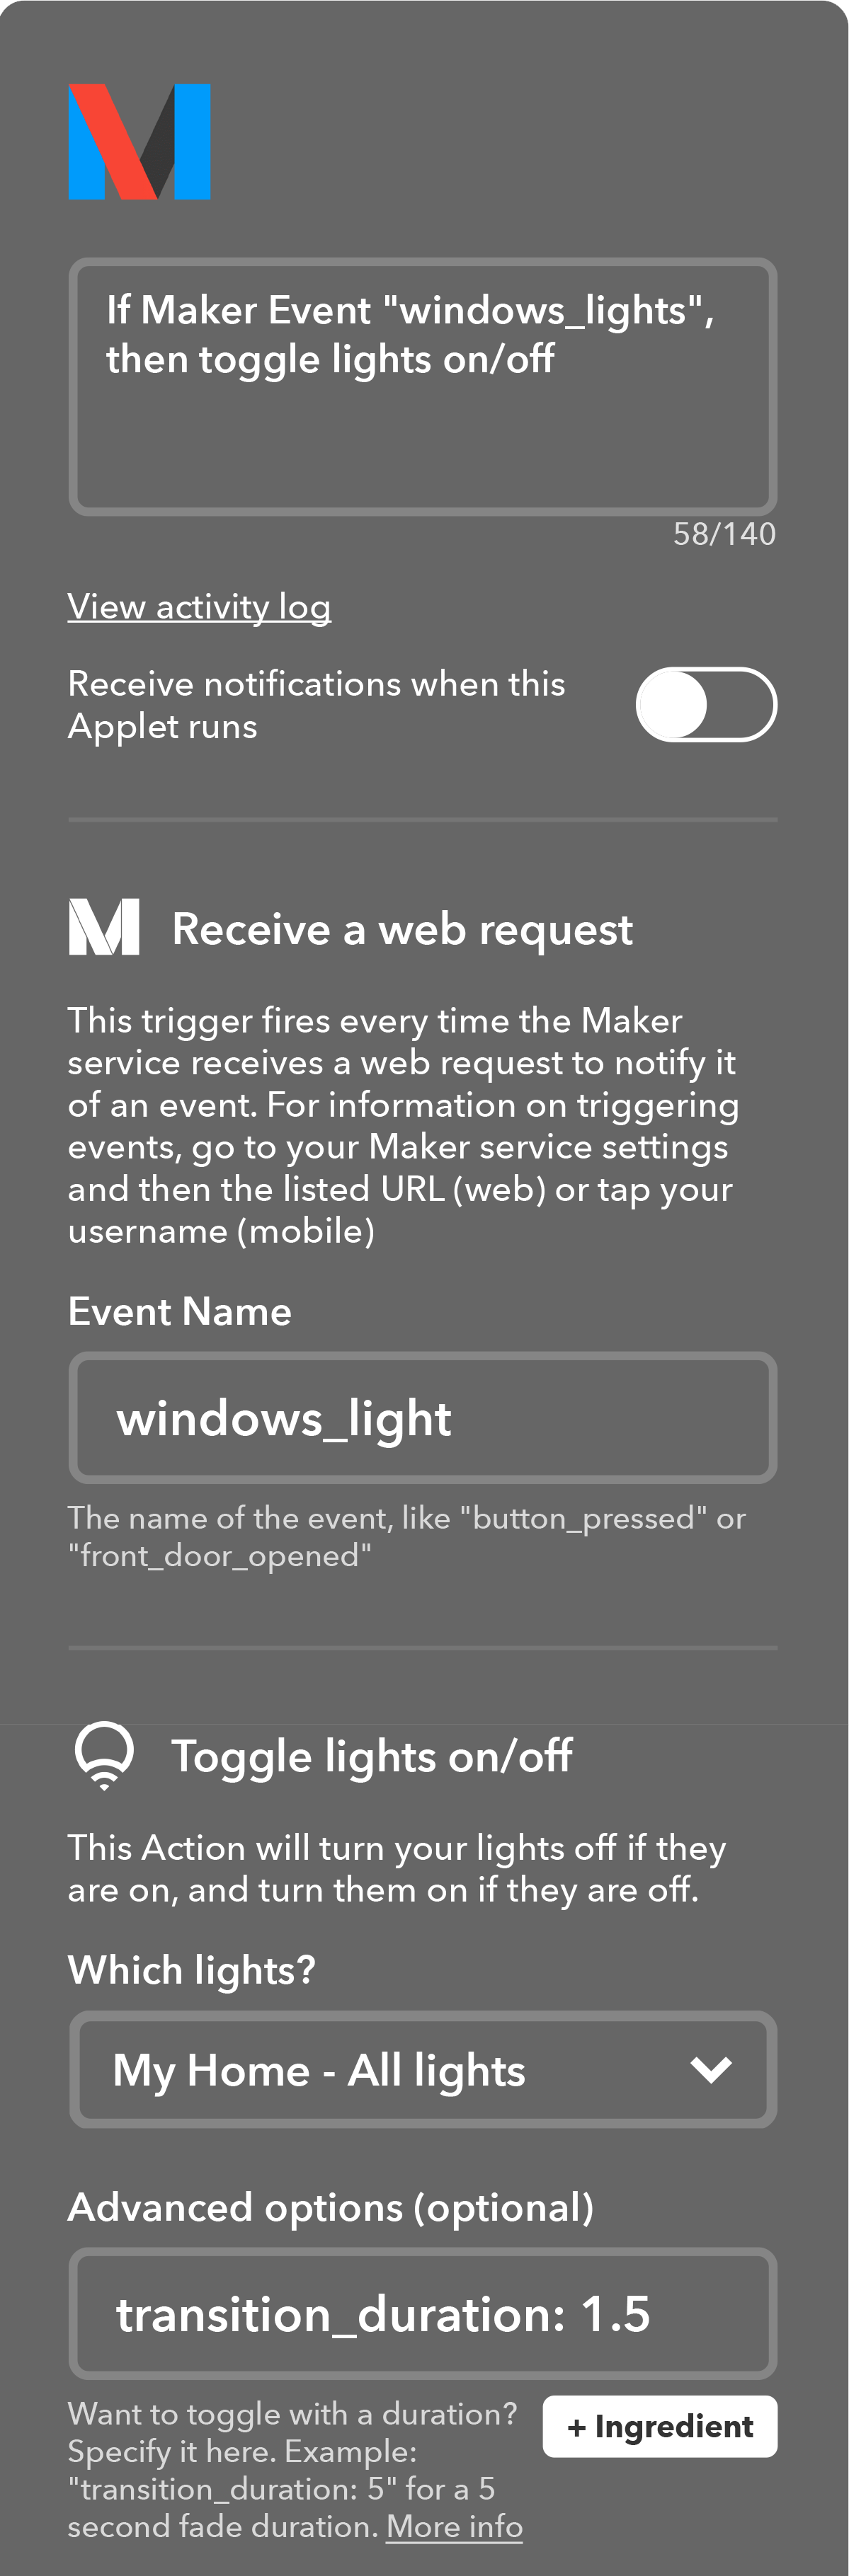 If Maker Event "windows_lights",
then toggle lights on/off
58/140
View activity log
Receive notifications when this
Applet runs
Receive a web request
This trigger fires every time the Maker
service receives a web request to notify it
of an event. For information on triggering
events, go to your Maker service settings
and then the listed URL (web) or tap your
username (mobile)
Event Name
windows_light
The name of the event, like "button_pressed" or
"front_door_opened"
Toggle lights on/off
This Action will turn your lights off if they
are on, and turn them on if they are off.
Which lights?
My Home - All lights
Advanced options (optional)
transition_duration: 1.5
Want to toggle with a duration?
Specify it here. Example:
"transition_duration: 5" for a 5
second fade duration. More info
+ Ingredient